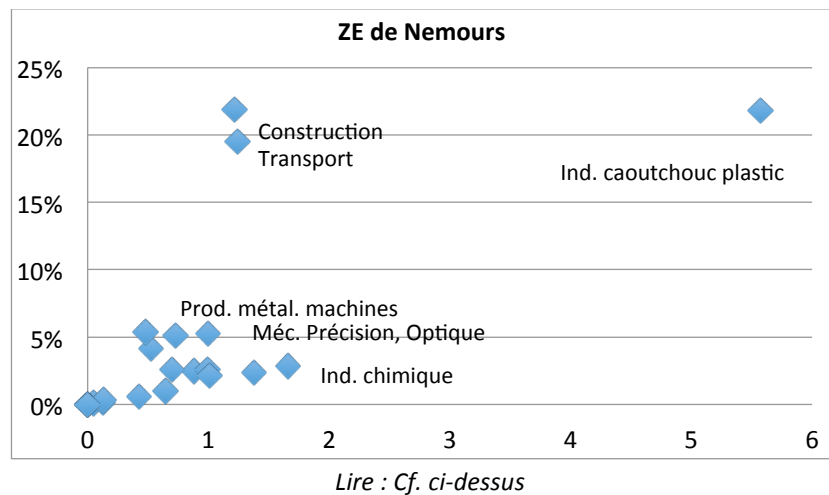 ZE de Nemours
25%
20%
15%
10%
5%
0%
Construction
Transport
Ind. caoutchouc plastic
Prod. métal. machines
Méc. Précision, Optique
Ind. chimique
0 1 2 3 4 5 6
Lire : Cf. ci-dessus